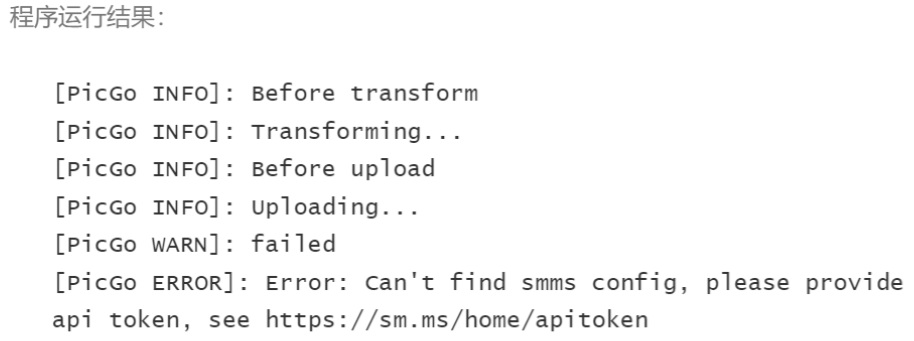 程序运行结果：
[PicGo INFO]: Before transform
[PicGo INFO]: Transforming...
[PicGo INFO]: Before upload
[PicGo INFO]: Uploading...
[PicGo WARN]: failed
[PicGo ERROR]: Error: Can't find smms config, please provide
api token, see https://sm.ms/home/apitoken